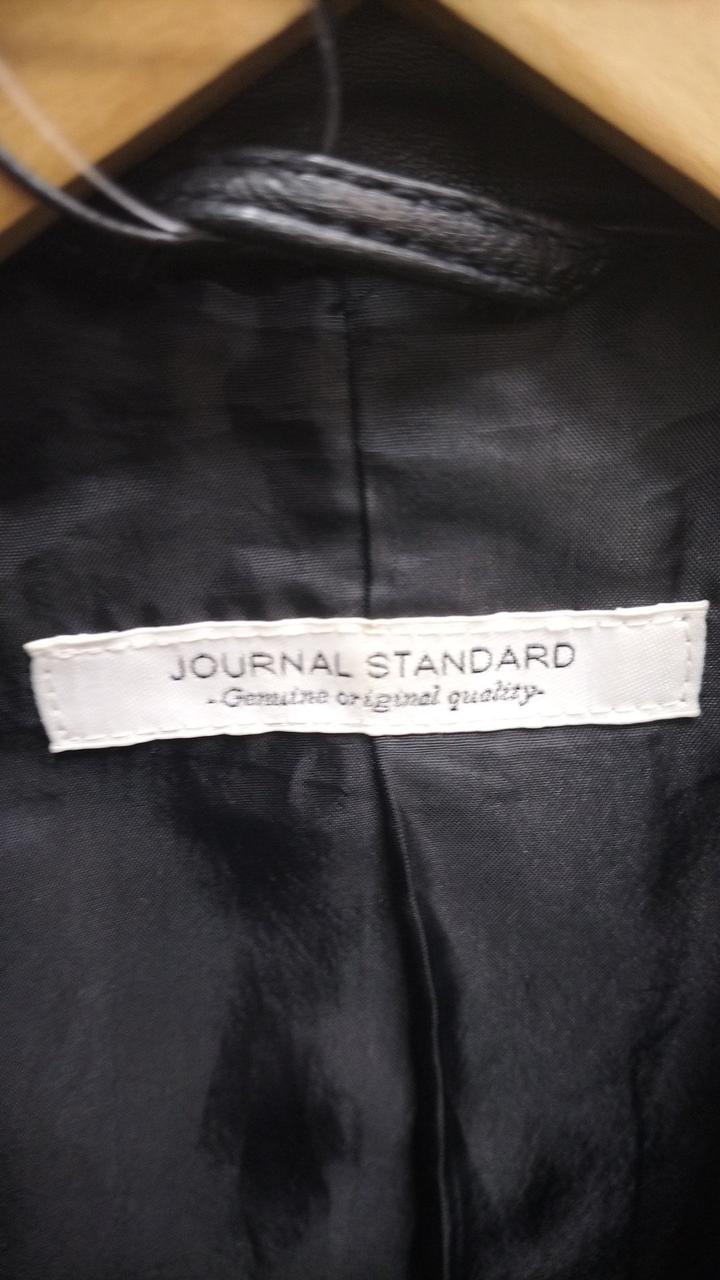 JOURNAL STANDARD
-Genuine original quality-